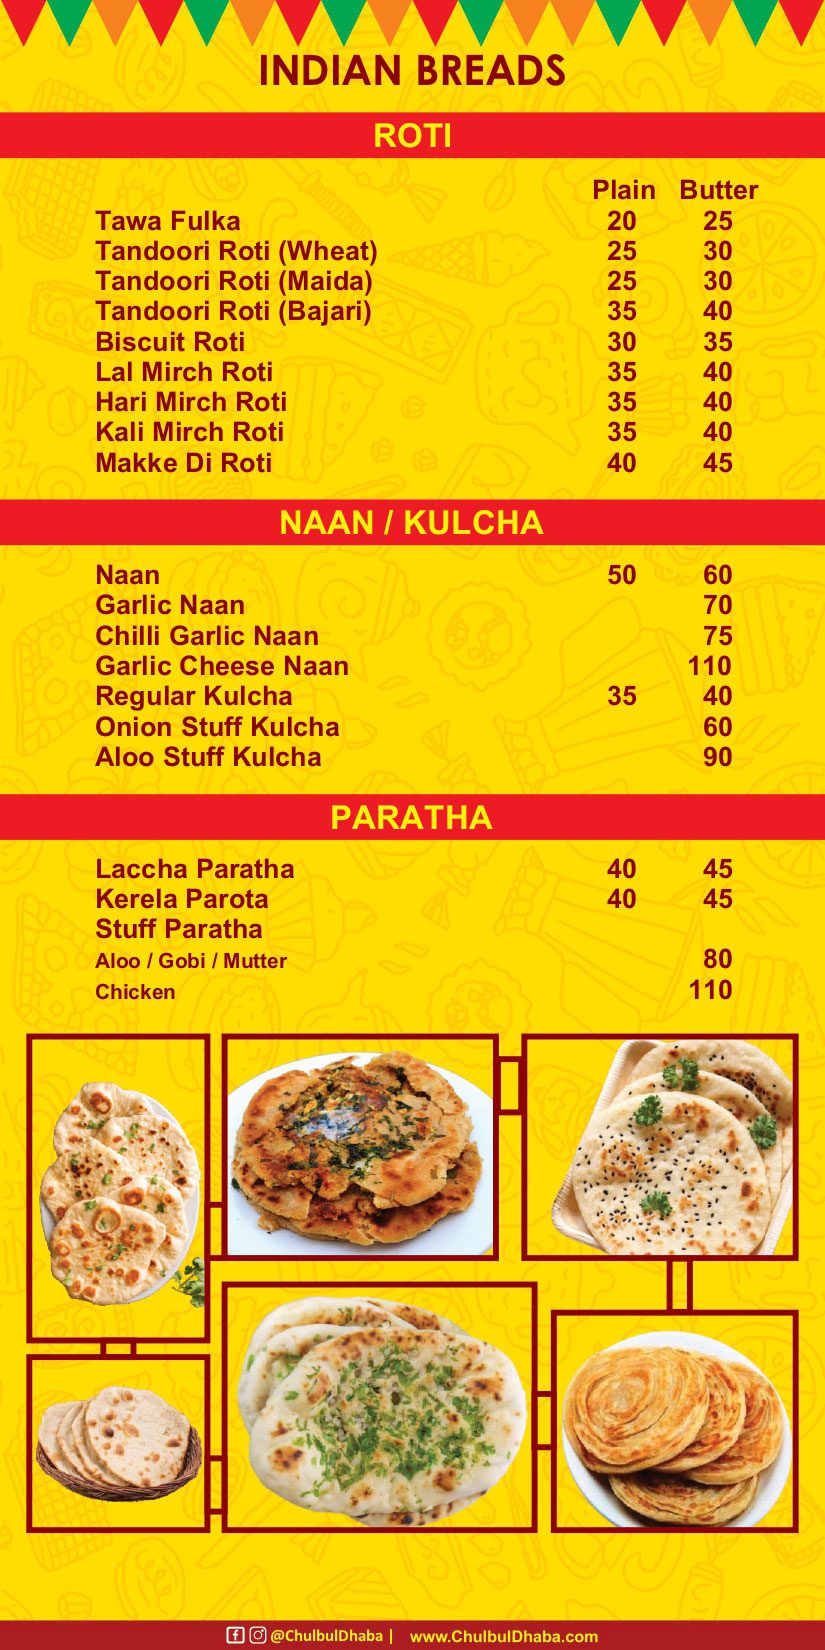 INDIAN BREADS
ROTI
Plain Butter
Tawa Fulka 20 25
Tandoori Roti (Wheat) 25 30
Tandoori Roti (Maida) 25 30
Tandoori Roti (Bajari) 35 40
Biscuit Roti 30 35
Lal Mirch Roti 35 40
Hari Mirch Roti 35 40
Kali Mirch Roti 35 40
Makke Di Roti 40 45
NAAN / KULCHA
Naan 50 60
Garlic Naan 70
Chilli Garlic Naan 75
Garlic Cheese Naan 110
Regular Kulcha 35 40
Onion Stuff Kulcha 60
Aloo Stuff Kulcha 90
PARATHA
Laccha Paratha 40 45
Kerela Parota 40 45
Stuff Paratha
Aloo / Gobi / Mutter 80
Chicken 110
@ChulbulDhaba | www.ChulbulDhaba.com